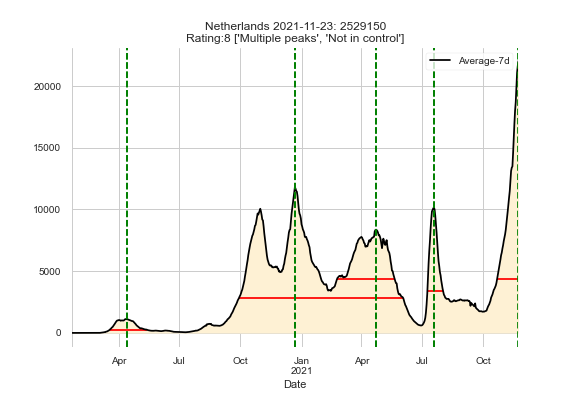 Netherlands 2021-11-23: 2529150
Rating:8 ['Multiple peaks', 'Not in control']
Average-7d
20000
15000
10000
5000
0
Apr Jul Oct Jan Apr Jul Oct
2021
Date